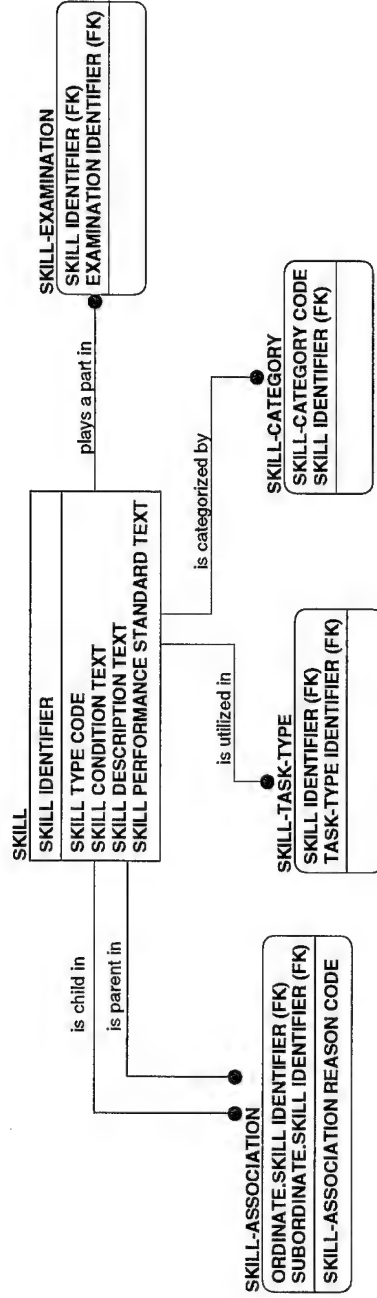 SKILL
SKILL IDENTIFIER
SKILL TYPE CODE
SKILL CONDITION TEXT
SKILL DESCRIPTION TEXT
SKILL PERFORMANCE STANDARD TEXT
plays a part in
SKILL-EXAMINATION
SKILL IDENTIFIER (FK)
EXAMINATION IDENTIFIER (FK)
is child in
is parent in
is utilized in
is categorized by
SKILL-ASSOCIATION
ORDINATE.SKILL IDENTIFIER (FK)
SUBORDINATE.SKILL IDENTIFIER (FK)
SKILL-ASSOCIATION REASON CODE
SKILL-TASK-TYPE
SKILL IDENTIFIER (FK)
TASK-TYPE IDENTIFIER (FK)
SKILL-CATEGORY
SKILL-CATEGORY CODE
SKILL IDENTIFIER (FK)